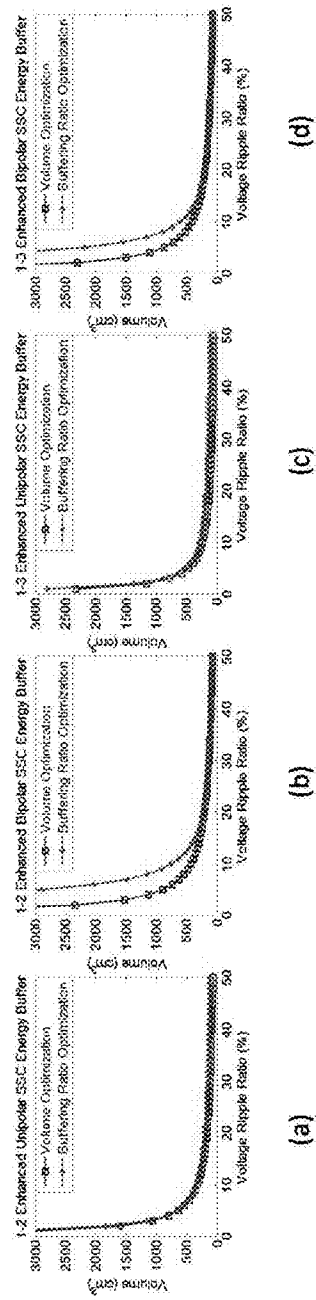 1-2 Enhanced Unipolar SSC Energy Buffer
Volume Optimization
Buffering Ratio Optimization
3000
2500
2000
1500
1000
500
0
Volume (cm³)
0 10 20 30 40 50
Voltage Ripple Ratio (%)
(a)
1-2 Enhanced Bipolar SSC Energy Buffer
Volume Optimization
Buffering Ratio Optimization
3000
2500
2000
1500
1000
500
0
Volume (cm³)
0 10 20 30 40 50
Voltage Ripple Ratio (%)
(b)
1-3 Enhanced Unipolar SSC Energy Buffer
Volume Optimization
Buffering Ratio Optimization
3000
2500
2000
1500
1000
500
0
Volume (cm³)
0 10 20 30 40 50
Voltage Ripple Ratio (%)
(c)
1-3 Enhanced Bipolar SSC Energy Buffer
Volume Optimization
Buffering Ratio Optimization
3000
2500
2000
1500
1000
500
0
Volume (cm³)
0 10 20 30 40 50
Voltage Ripple Ratio (%)
(d)